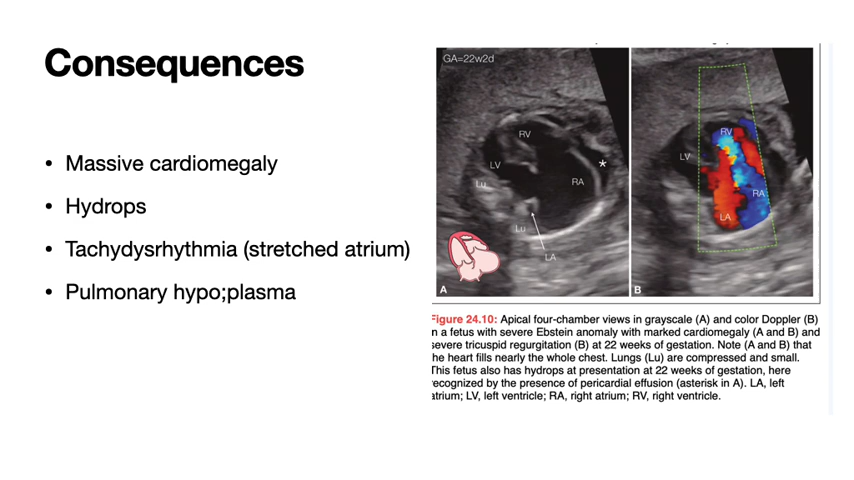 Consequences
• Massive cardiomegaly
• Hydrops
• Tachydysrhythmia (stretched atrium)
• Pulmonary hypo;plasma
GA=22w2d
RV
LV
Lu
RA
*
Lu
LA
A
RV
LV
RA
LA
B
Figure 24.10: Apical four-chamber views in grayscale (A) and color Doppler (B)
n a fetus with severe Ebstein anomaly with marked cardiomegaly (A and B) and
severe tricuspid regurgitation (B) at 22 weeks of gestation. Note (A and B) that
he heart fills nearly the whole chest. Lungs (Lu) are compressed and small.
This fetus also has hydrops at presentation at 22 weeks of gestation, here
recognized by the presence of pericardial effusion (asterisk in A). LA, left
atrium; LV, left ventricle; RA, right atrium; RV, right ventricle.